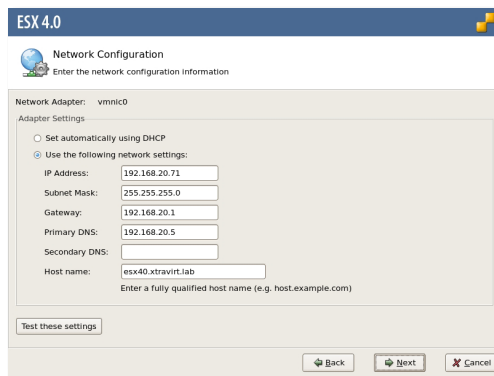 ESX 4.0
Network Configuration
Enter the network configuration information
Network Adapter: vmnic0
Adapter Settings
Set automatically using DHCP
Use the following network settings:
IP Address: 192.168.20.71
Subnet Mask: 255.255.255.0
Gateway: 192.168.20.1
Primary DNS: 192.168.20.5
Secondary DNS:
Host name: esx40.xtravirt.lab
Enter a fully qualified host name (e.g. host.example.com)
Test these settings
Back Next Cancel